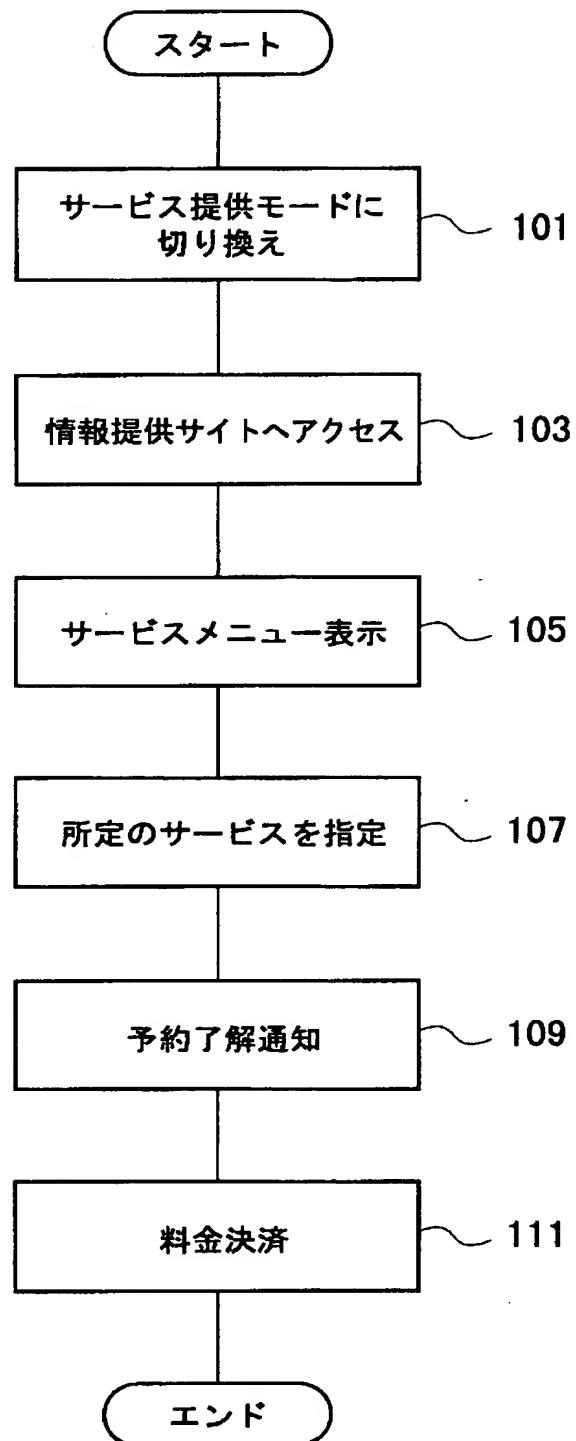 スタート
サービス提供モードに
切り換え
101
情報提供サイトへアクセス
103
サービスメニュー表示
105
所定のサービスを指定
107
予約了解通知
109
料金決済
111
エンド